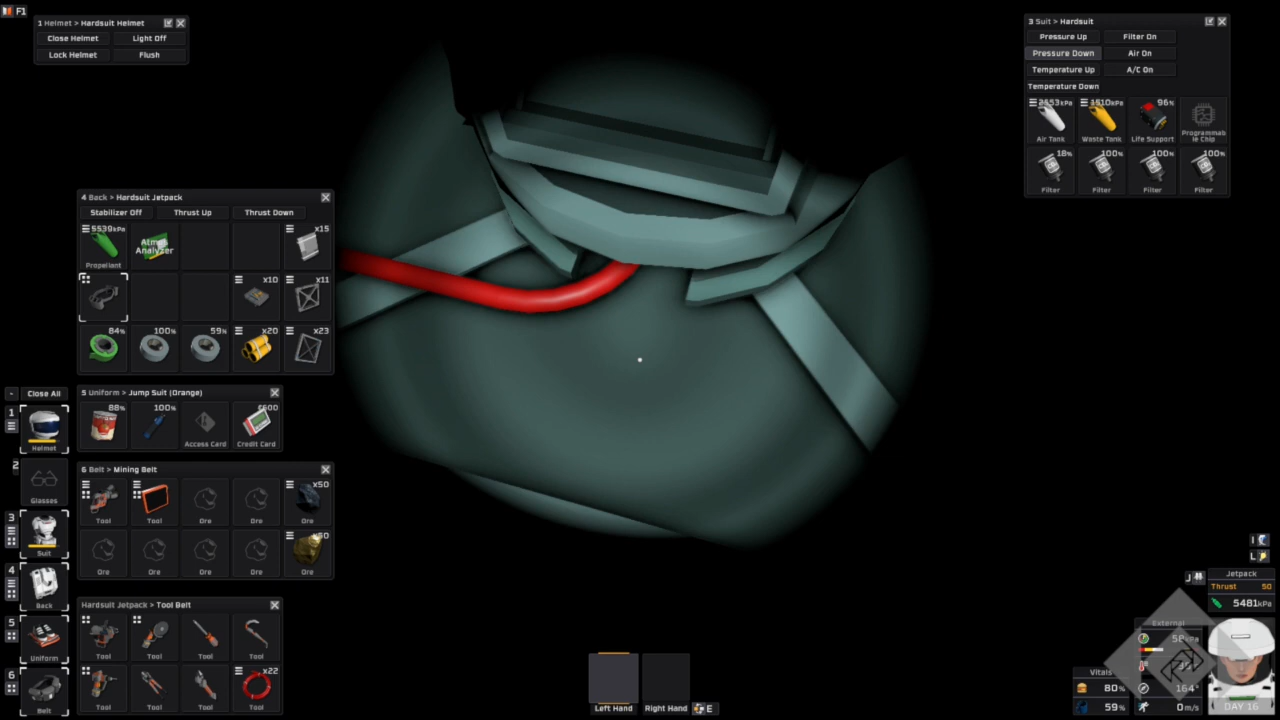 F1
1 Helmet > Hardsuit Helmet
Close Helmet Light Off
Lock Helmet Flush
3 Suit > Hardsuit
Pressure Up Filter On
Pressure Down Air On
Temperature Up A/C On
Temperature Down
96%
Air Tank Waste Tank Life Support Programmable Chip
18% 100% 100% 100%
Filter Filter Filter Filter
4 Back > Hardsuit Jetpack
Stabilizer Off Thrust Up Thrust Down
5539kPa x15
Atmos Analyzer
Propellant
x10 x11
84% 100% 59% x20 x23
- Close All
5 Uniform > Jump Suit (Orange)
88% 100% £600
Access Card Credit Card
1
Helmet
2
Glasses
3
Suit
4
Back
5
Uniform
6
Belt
6 Belt > Mining Belt
x50
Tool Tool Ore Ore Ore
x50
Ore Ore Ore Ore Ore
Hardsuit Jetpack > Tool Belt
Tool Tool Tool Tool
x22
Tool Tool Tool Tool
Left Hand Right Hand E
I
L
J
Jetpack
Thrust 50
5481kPa
External
Vitals
80% 164°
59% 0m/s
DAY 16